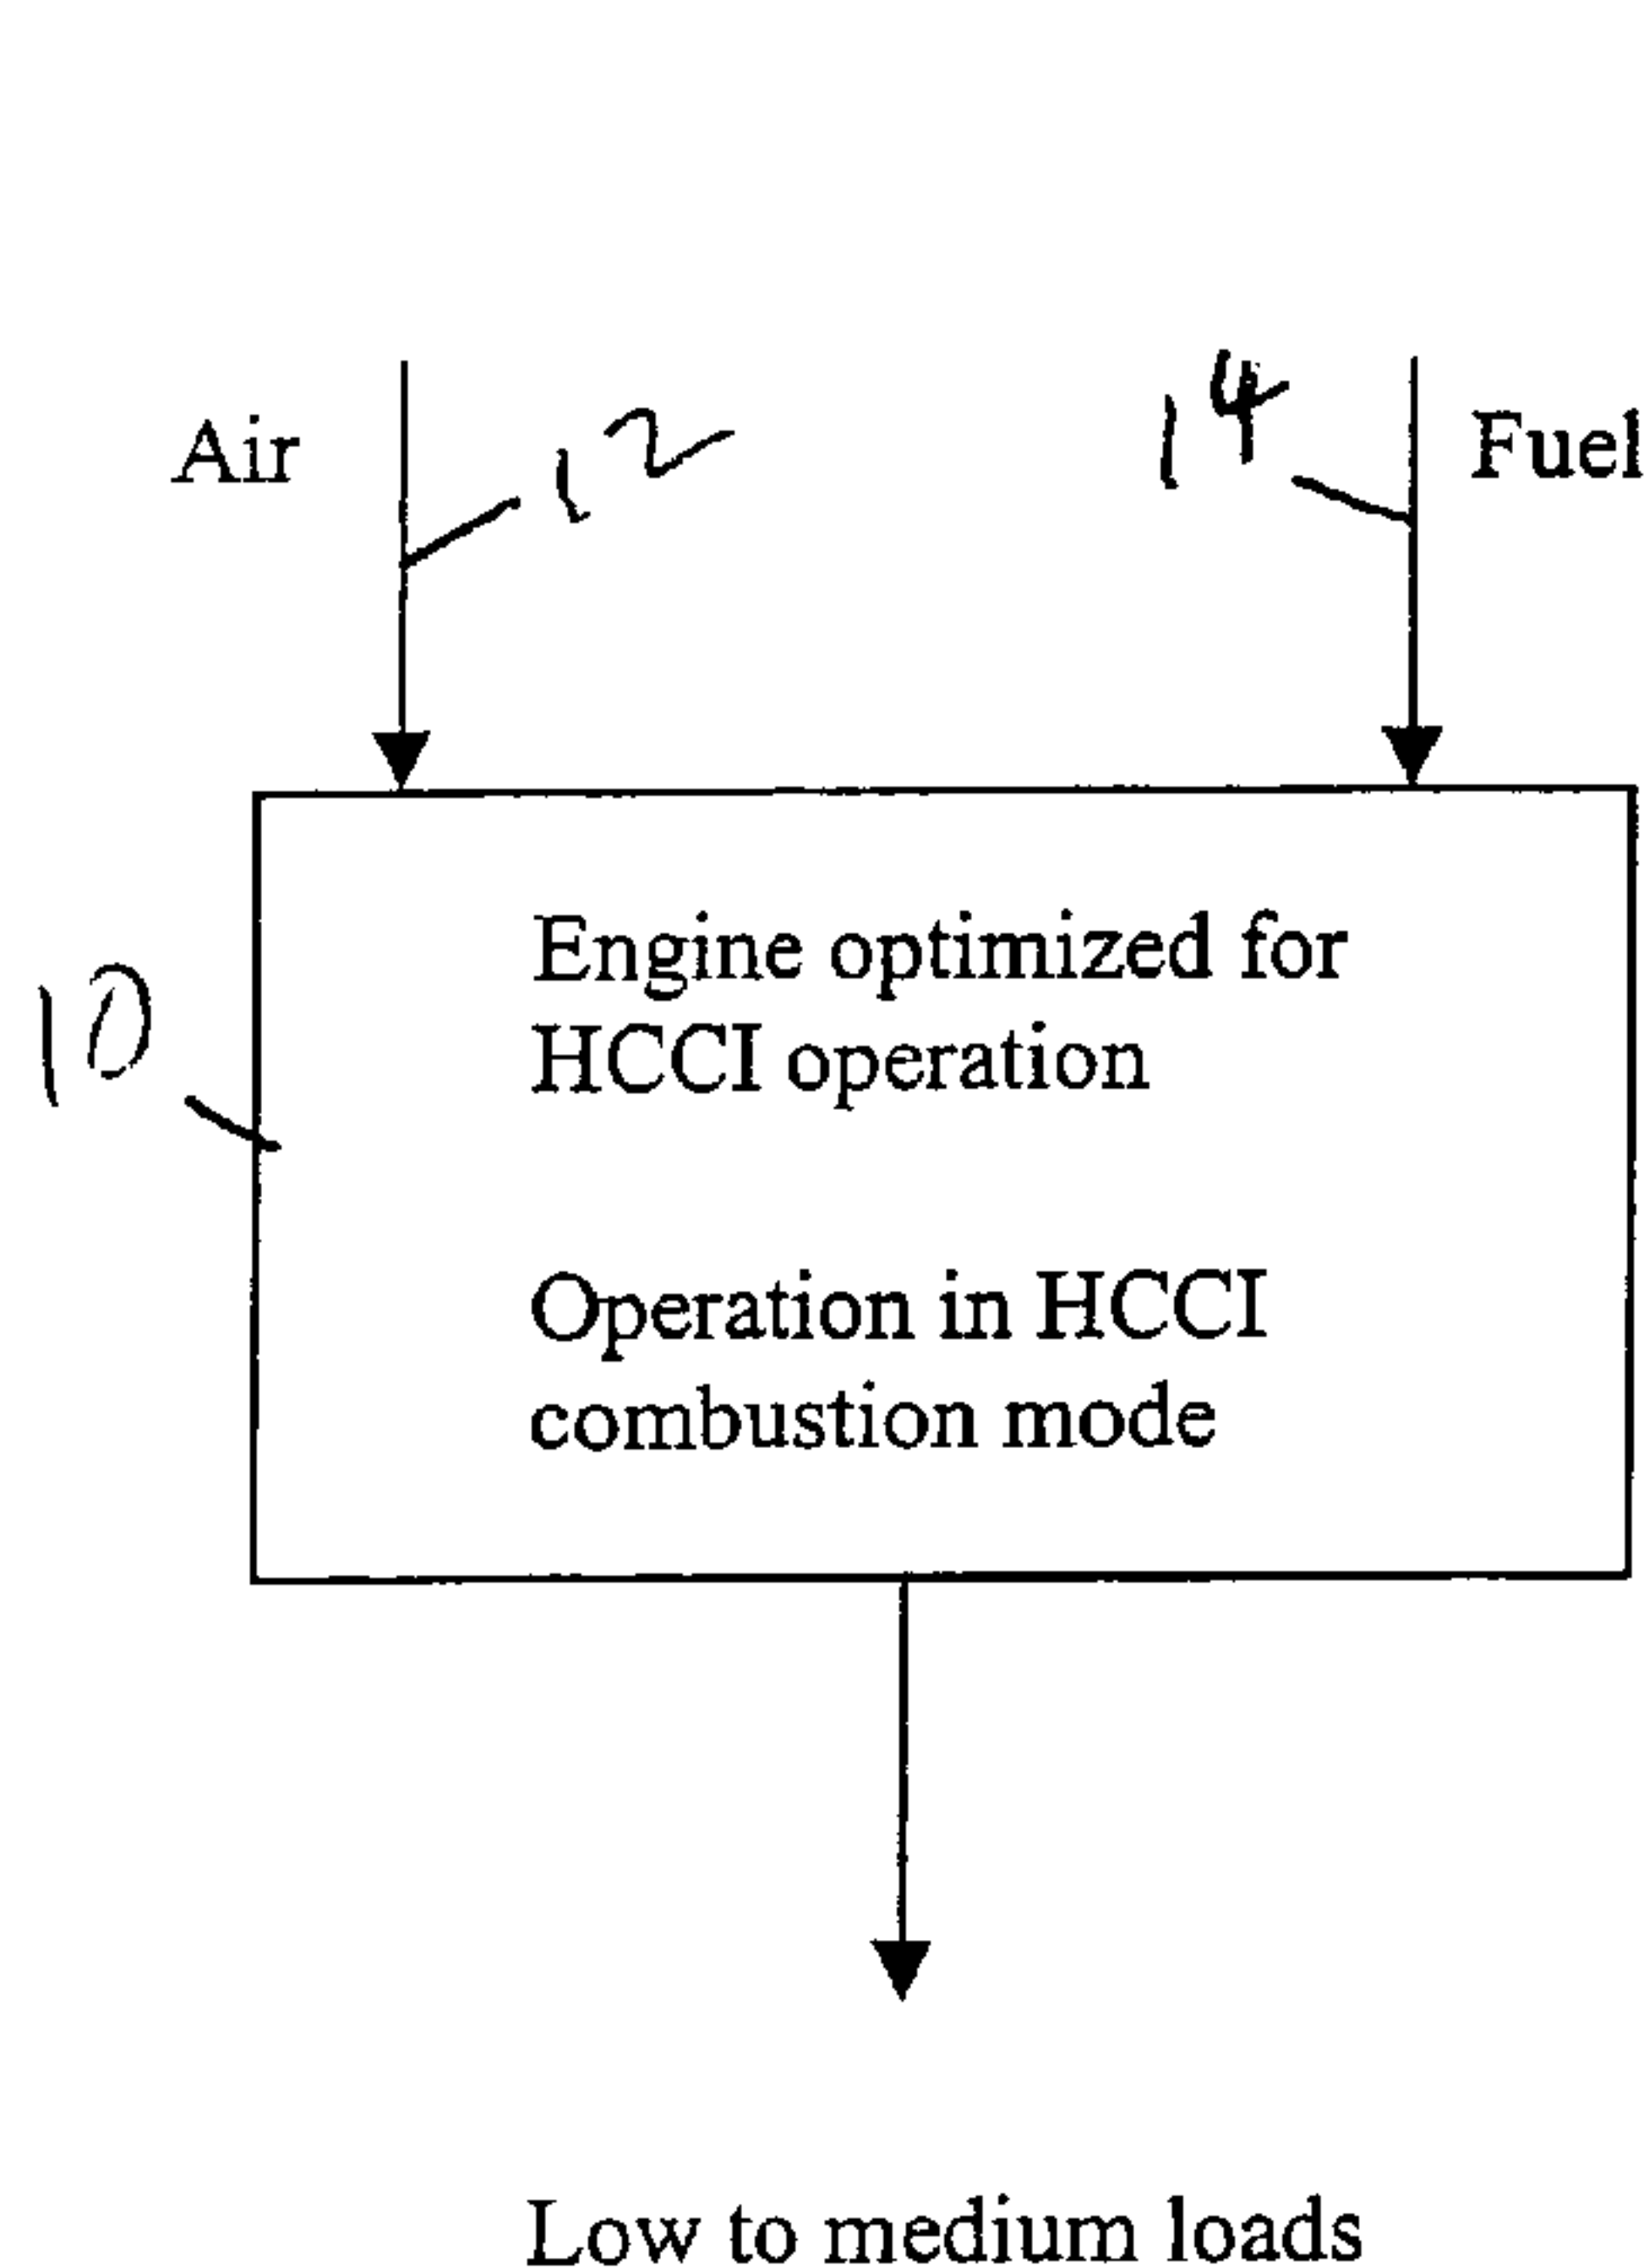 Air
12
14
Fuel
10
Engine optimized for
HCCI operation
Operation in HCCI
combustion mode
Low to medium loads